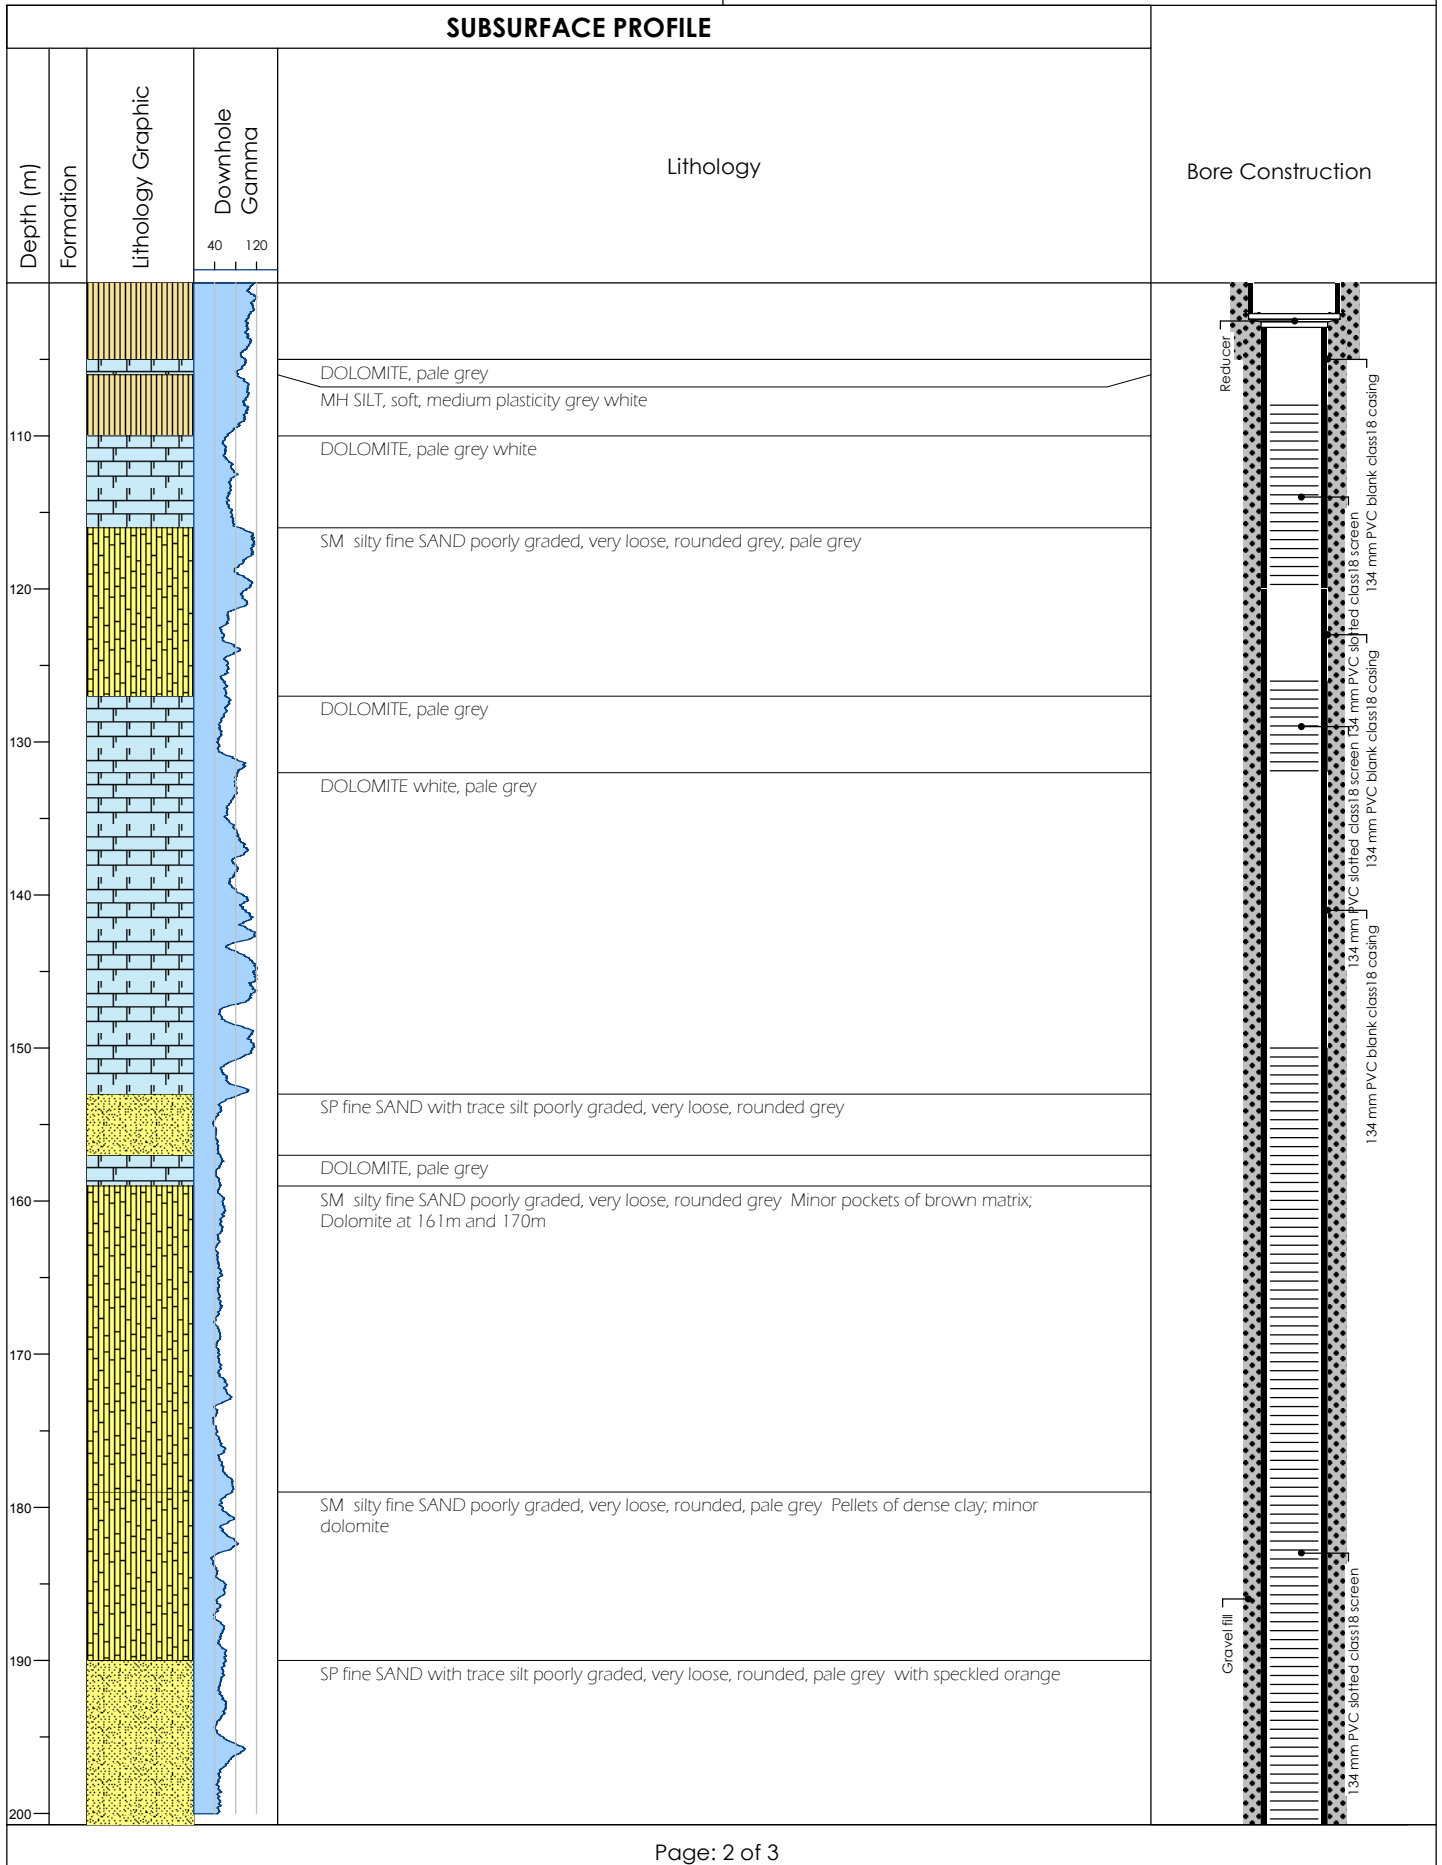 SUBSURFACE PROFILE
Depth (m)
Formation
Lithology Graphic
Downhole
Gamma
40 120
Lithology
Bore Construction
DOLOMITE, pale grey
MH SILT, soft, medium plasticity grey white
110
DOLOMITE, pale grey white
SM silty fine SAND poorly graded, very loose, rounded grey, pale grey
120
DOLOMITE, pale grey
130
DOLOMITE white, pale grey
140
150
SP fine SAND with trace silt poorly graded, very loose, rounded grey
DOLOMITE, pale grey
160
SM silty fine SAND poorly graded, very loose, rounded grey Minor pockets of brown matrix;
Dolomite at 161m and 170m
170
180
SM silty fine SAND poorly graded, very loose, rounded, pale grey Pellets of dense clay; minor
dolomite
190
SP fine SAND with trace silt poorly graded, very loose, rounded, pale grey with speckled orange
200
Reducer
134 mm PVC blank class18 casing
134 mm PVC slotted class18 screen
134 mm PVC blank class18 casing
134 mm PVC slotted class18 screen
134 mm PVC blank class18 casing
Gravel fill
134 mm PVC slotted class18 screen
Page: 2 of 3